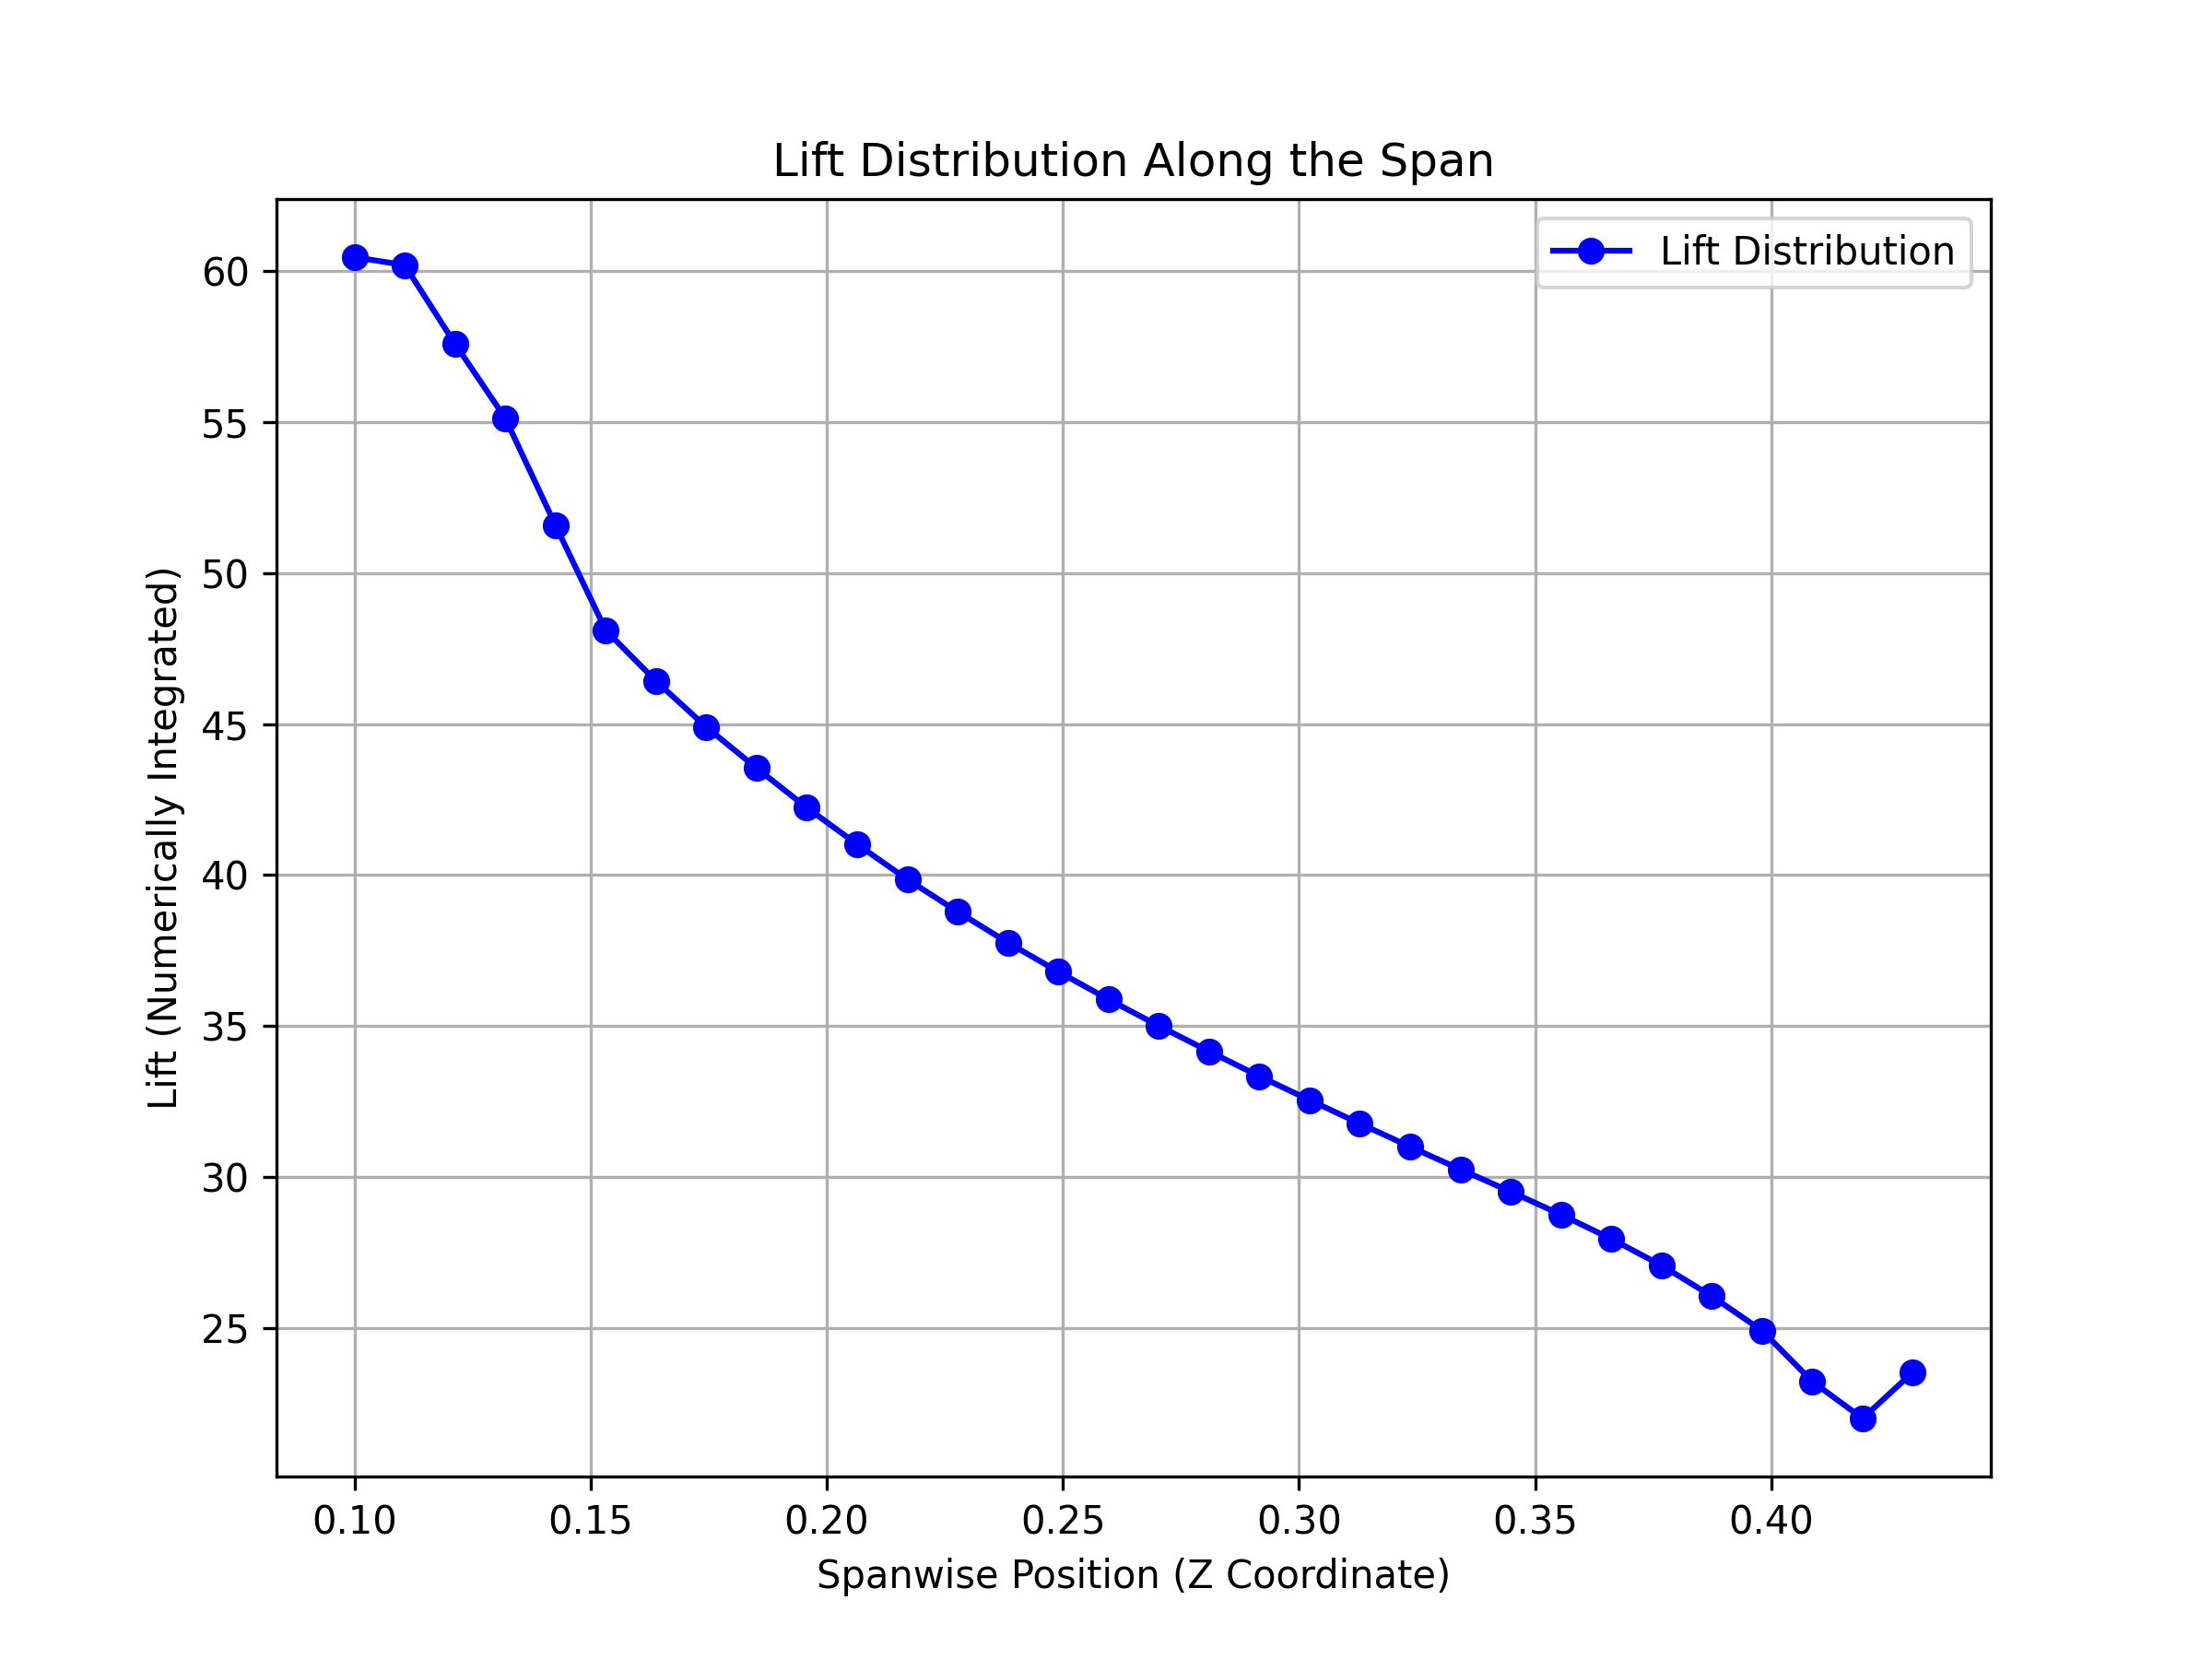 Lift Distribution Along the Span
Lift Distribution
60
55
50
45
40
35
30
25
Lift (Numerically Integrated)
0.10 0.15 0.20 0.25 0.30 0.35 0.40
Spanwise Position (Z Coordinate)